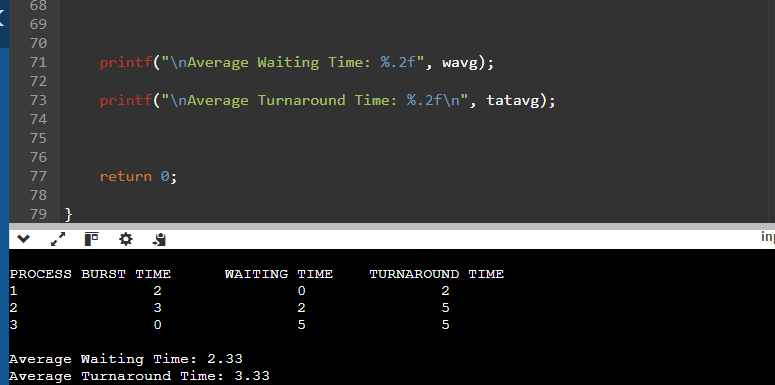 68
69
70
71 printf("\nAverage Waiting Time: %.2f", wavg);
72
73 printf("\nAverage Turnaround Time: %.2f\n", tatavg);
74
75
76
77 return 0;
78
79 }
PROCESS BURST TIME WAITING TIME TURNAROUND TIME
1 2 0 2
2 3 2 5
3 0 5 5
Average Waiting Time: 2.33
Average Turnaround Time: 3.33